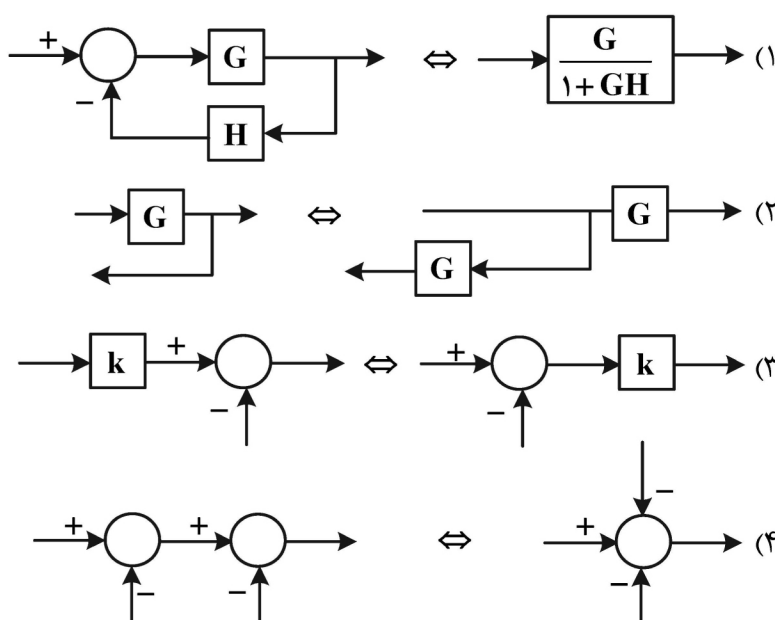 + G ⇔ G / ۱+GH (۱
− H
G ⇔ G (۲
G
k + ⇔ + k (۳
− −
−
+ + ⇔ + (۴
− − −